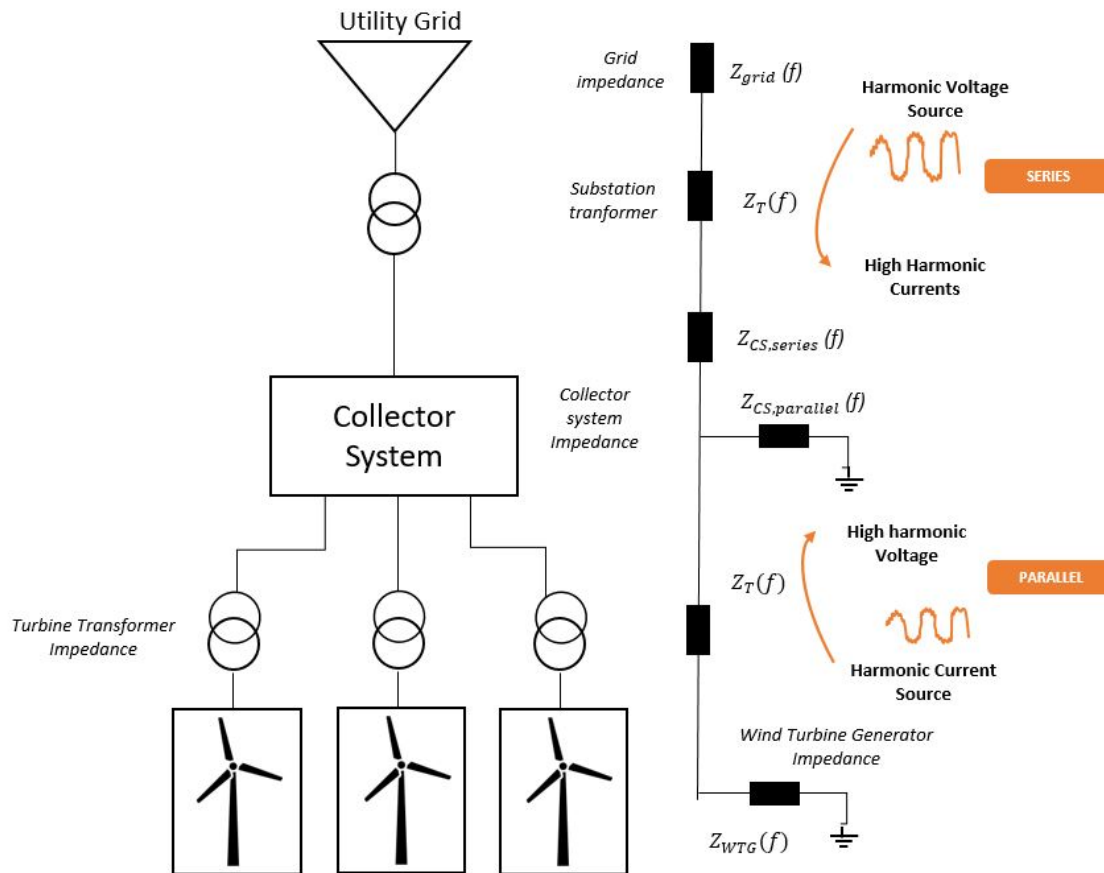 Utility Grid
Grid
impedance
Z_grid (f)
Harmonic Voltage
Source
SERIES
Substation
tranformer
Z_T(f)
High Harmonic
Currents
Z_CS,series (f)
Collector
System
Collector
system
Impedance
Z_CS,parallel (f)
High harmonic
Voltage
Z_T(f)
PARALLEL
Turbine Transformer
Impedance
Harmonic Current
Source
Wind Turbine Generator
Impedance
Z_WTG(f)